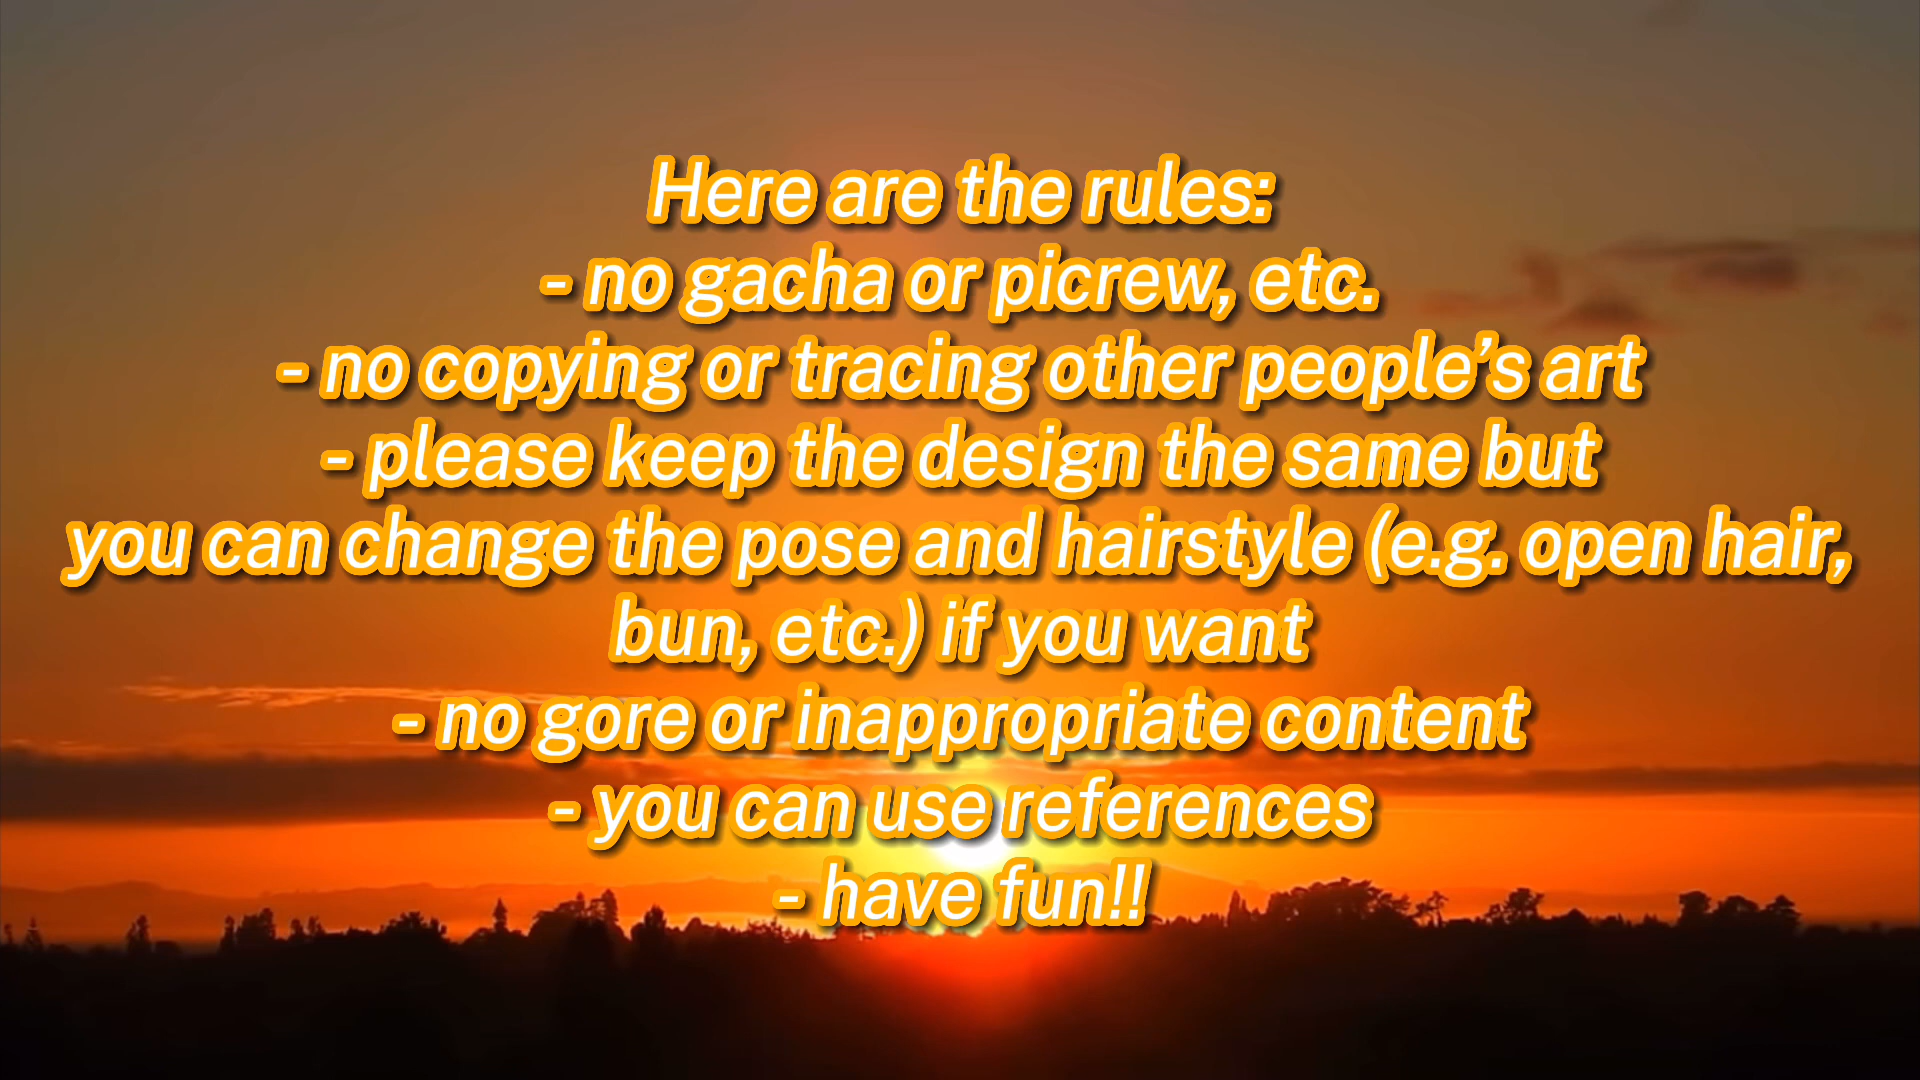 Here are the rules:
- no gacha or picrew, etc.
- no copying or tracing other people’s art
- please keep the design the same but
you can change the pose and hairstyle (e.g. open hair,
bun, etc.) if you want
- no gore or inappropriate content
- you can use references
- have fun!!